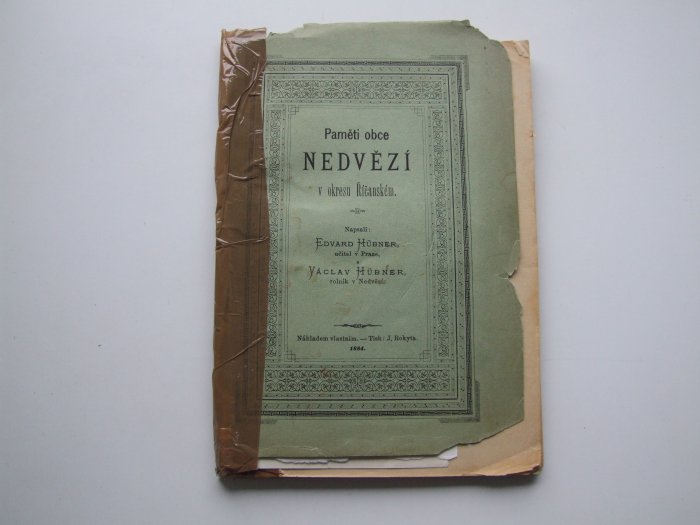 Paměti obce
NEDVĚZÍ
v okresu Říčanském.
Napsali:
EDVARD HÜBNER,
učitel v Praze,
a
VÁCLAV HÜBNER,
rolník v Nedvězí.
Nákladem vlastním. — Tisk: J. Rokyta.
1884.